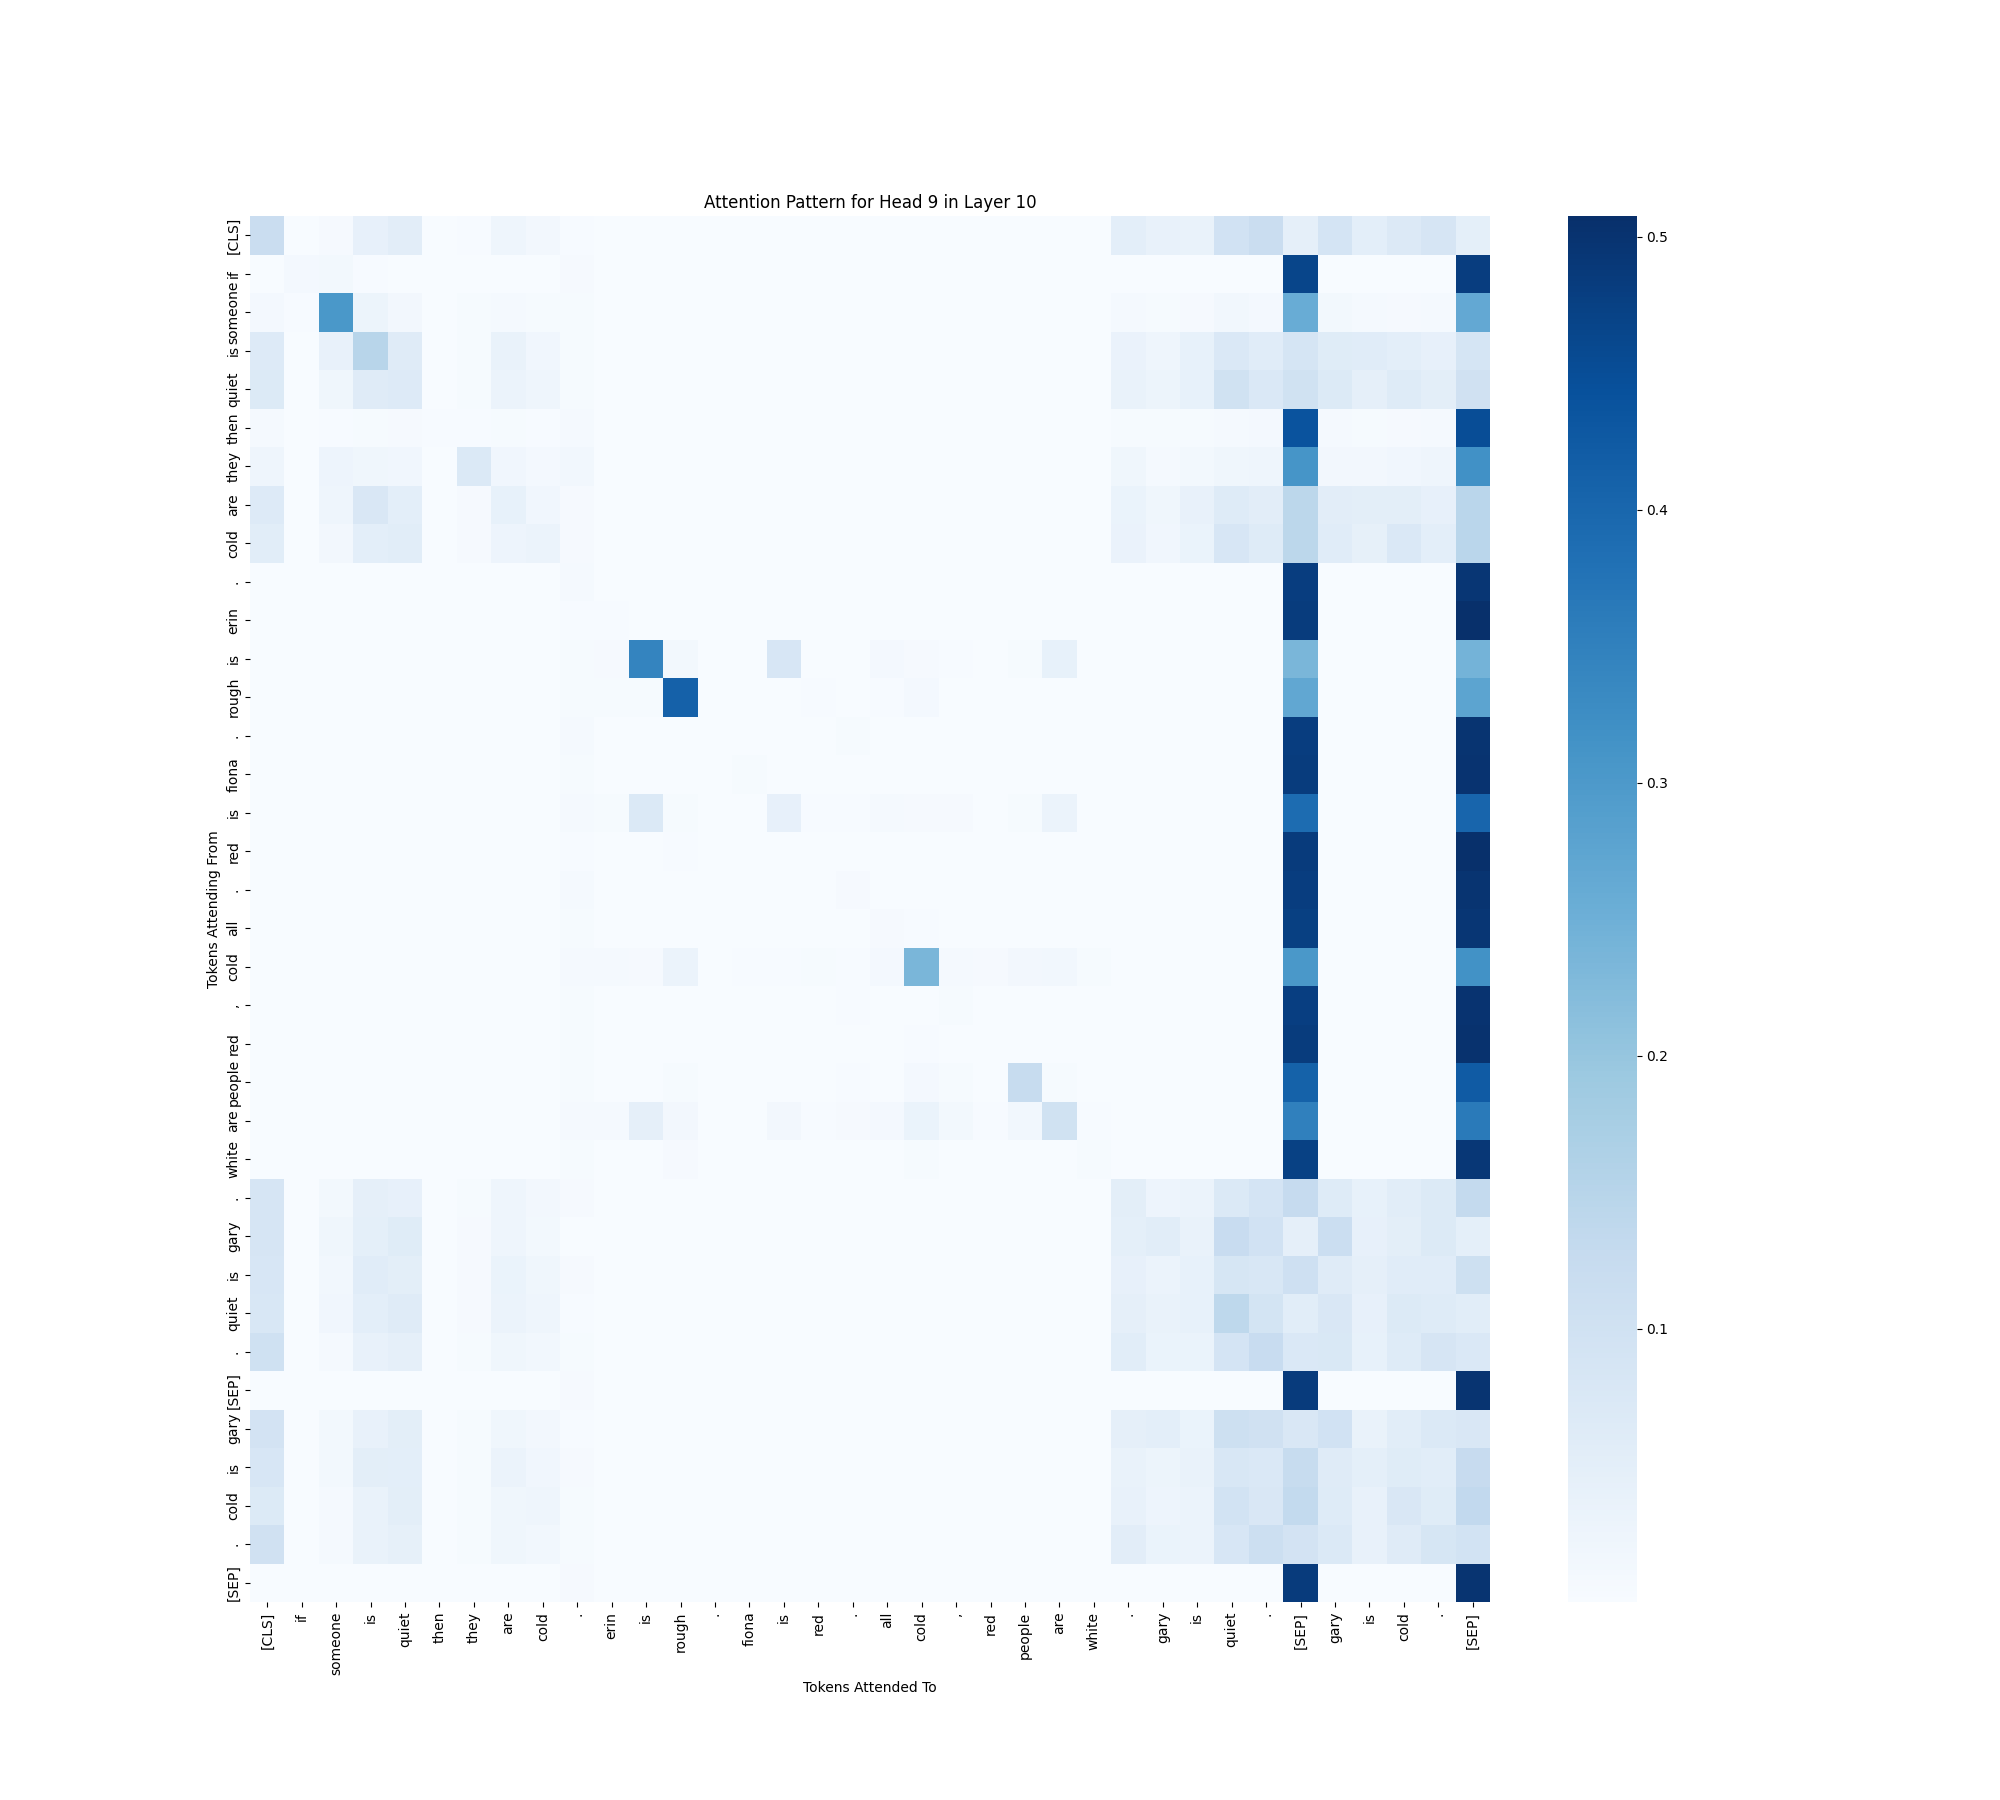 Attention Pattern for Head 9 in Layer 10
Tokens Attending From
[CLS]
if
someone
is
quiet
then
they
are
cold
.
erin
is
rough
.
fiona
is
red
.
all
cold
,
red
people
are
white
.
gary
is
quiet
.
[SEP]
gary
is
cold
.
[SEP]
[CLS] if someone is quiet then they are cold . erin is rough . fiona is red . all cold , red people are white . gary is quiet . [SEP] gary is cold . [SEP]
Tokens Attended To
0.5
0.4
0.3
0.2
0.1